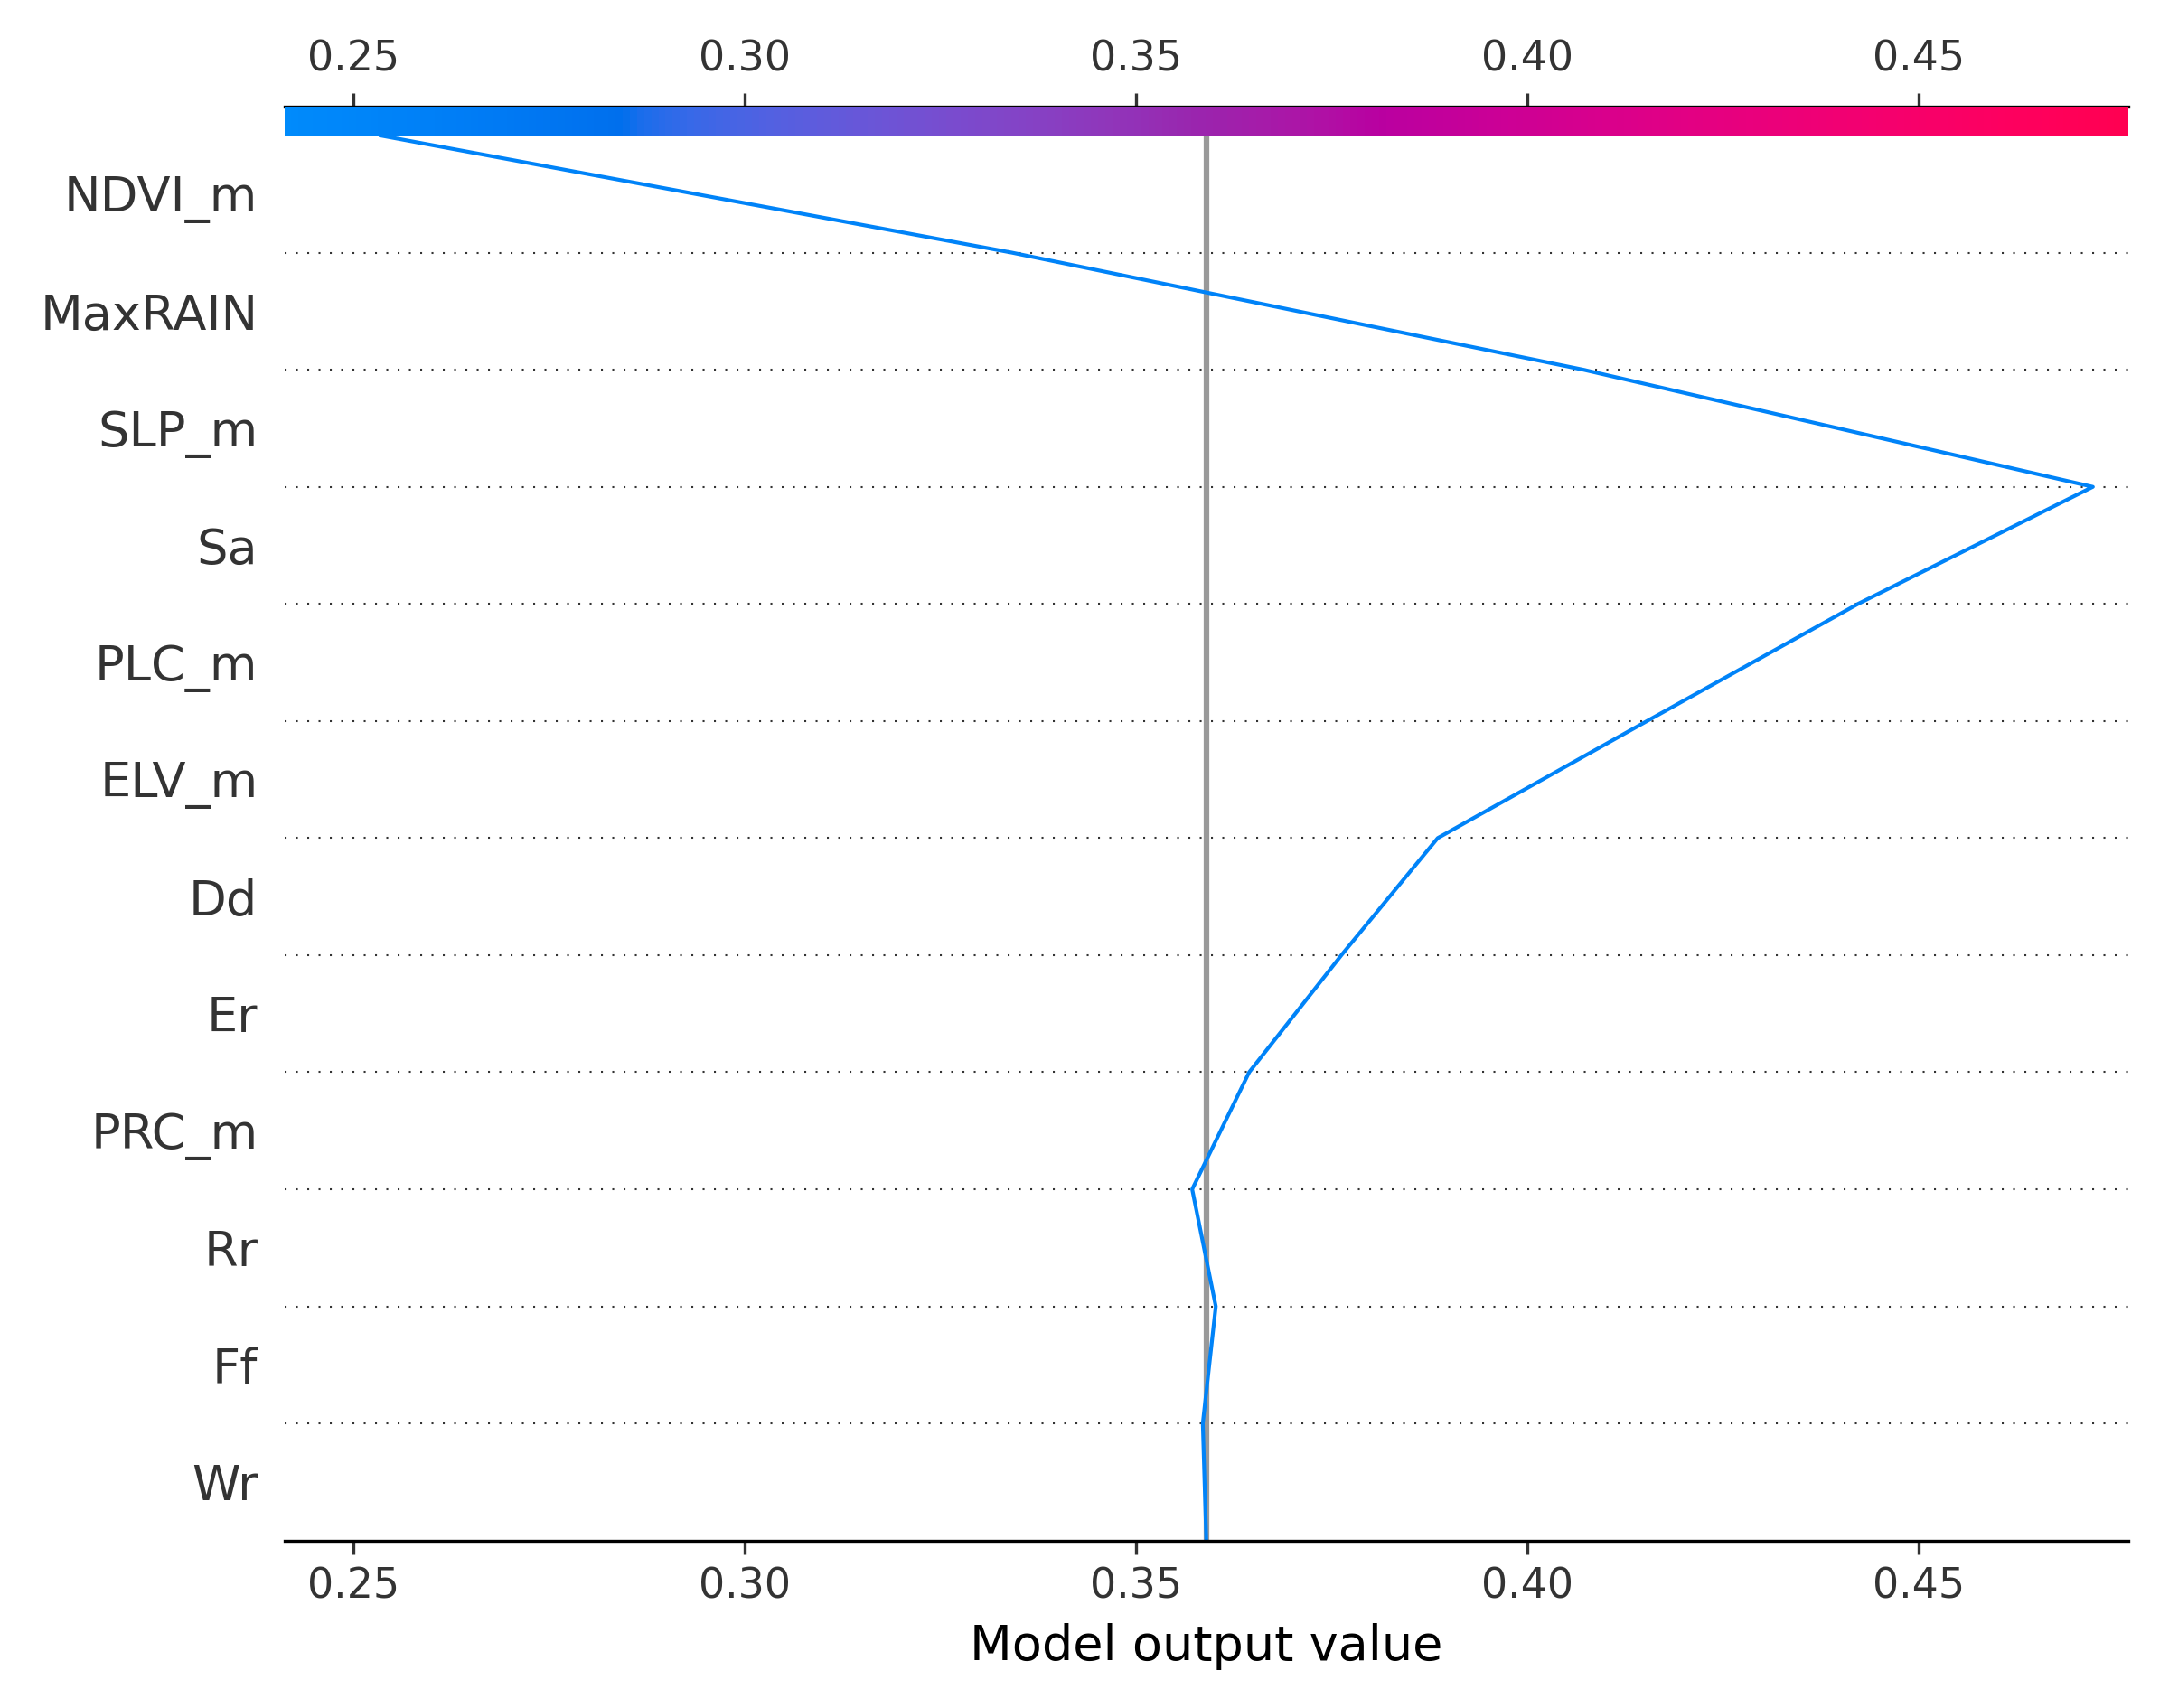 0.25 0.30 0.35 0.40 0.45
NDVI_m
MaxRAIN
SLP_m
Sa
PLC_m
ELV_m
Dd
Er
PRC_m
Rr
Ff
Wr
0.25 0.30 0.35 0.40 0.45
Model output value